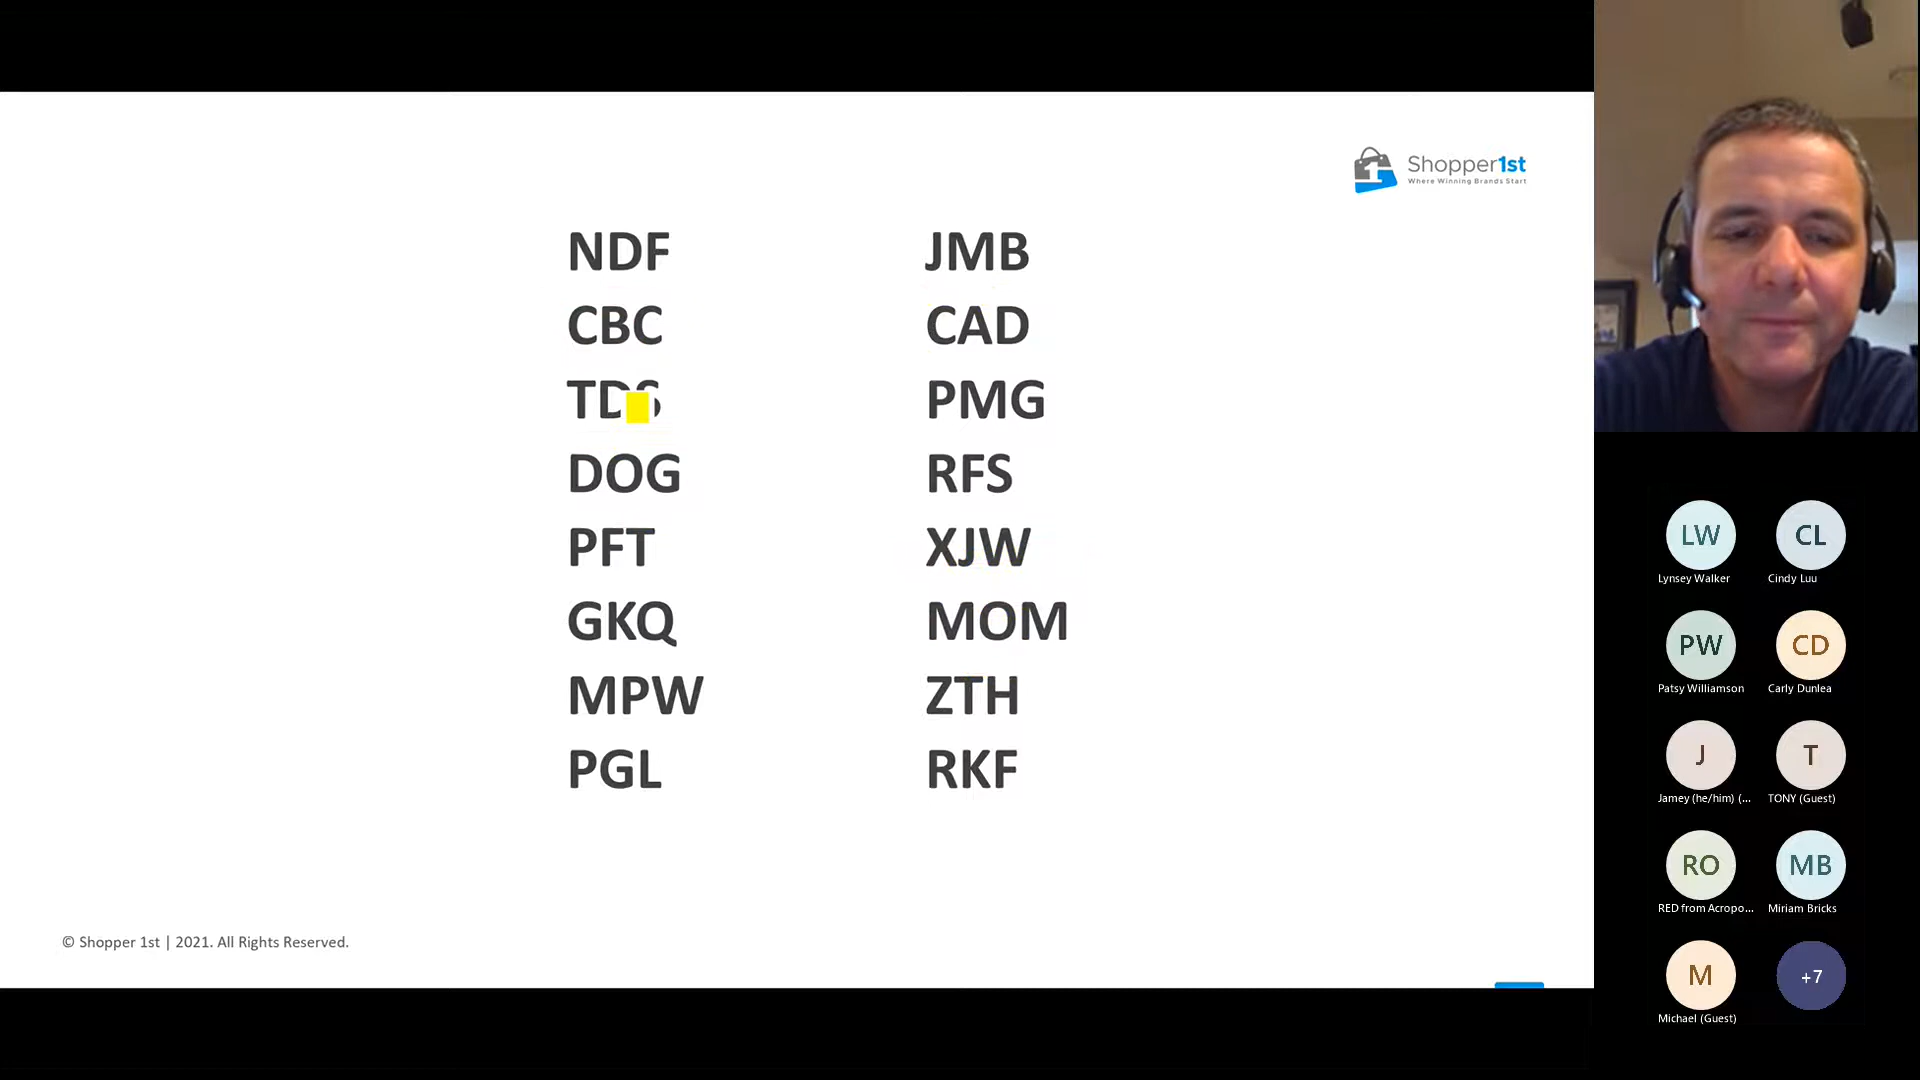 Shopper1st
Where Winning Brands Start
NDF
CBC
TDS
DOG
PFT
GKQ
MPW
PGL
JMB
CAD
PMG
RFS
XJW
MOM
ZTH
RKF
© Shopper 1st | 2021. All Rights Reserved.
LW
Lynsey Walker
CL
Cindy Luu
PW
Patsy Williamson
CD
Carly Dunlea
J
Jamey (he/him) (...
T
TONY (Guest)
RO
RED from Acropo...
MB
Miriam Bricks
M
Michael (Guest)
+7